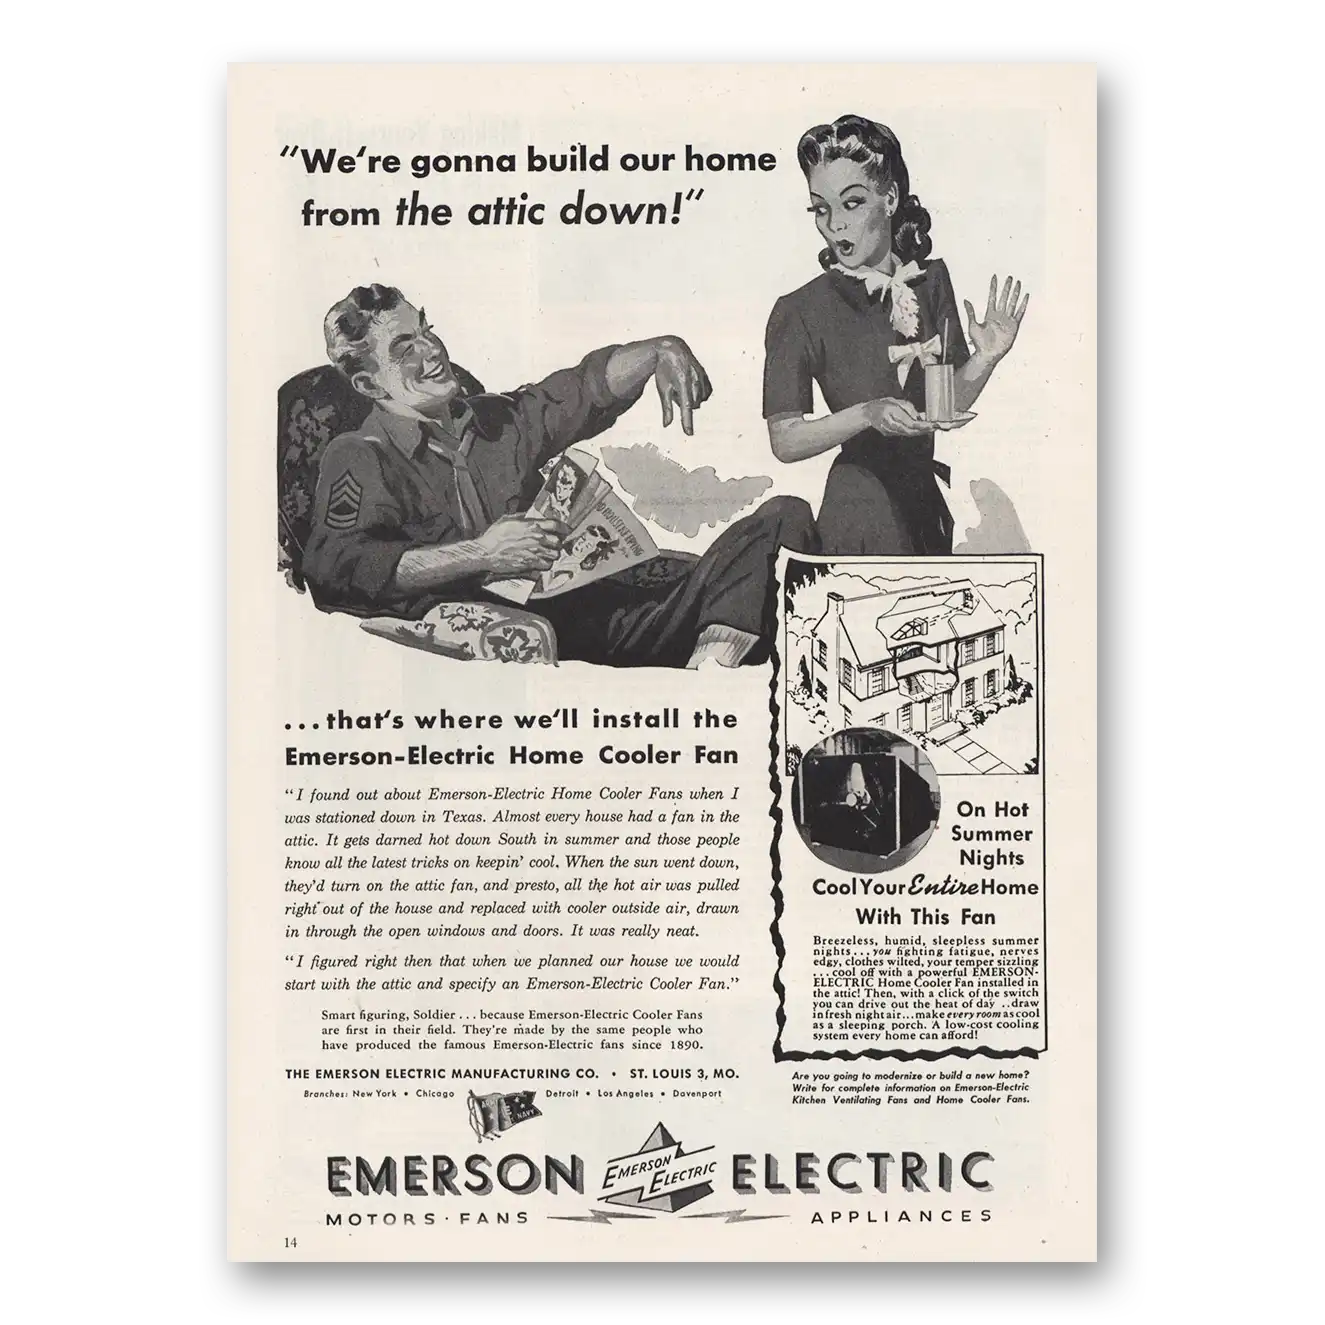 "We're gonna build our home
from the attic down!"
...that's where we'll install the
Emerson-Electric Home Cooler Fan
"I found out about Emerson-Electric Home Cooler Fans when I
was stationed down in Texas. Almost every house had a fan in the
attic. It gets darned hot down South in summer and those people
know all the latest tricks on keepin' cool. When the sun went down,
they'd turn on the attic fan, and presto, all the hot air was pulled
right out of the house and replaced with cooler outside air, drawn
in through the open windows and doors. It was really neat.
"I figured right then that when we planned our house we would
start with the attic and specify an Emerson-Electric Cooler Fan."
Smart figuring, Soldier . . . because Emerson-Electric Cooler Fans
are first in their field. They're made by the same people who
have produced the famous Emerson-Electric fans since 1890.
THE EMERSON ELECTRIC MANUFACTURING CO. • ST. LOUIS 3, MO.
Branches: New York • Chicago Detroit • Los Angeles • Davenport
ARMY E NAVY
On Hot
Summer
Nights
Cool Your Entire Home
With This Fan
Breezeless, humid, sleepless summer
nights . . . you fighting fatigue, nerves
edgy, clothes wilted, your temper sizzling
. . . cool off with a powerful EMERSON-
ELECTRIC Home Cooler Fan installed in
the attic! Then, with a click of the switch
you can drive out the heat of day . . draw
in fresh night air . . . make every room as cool
as a sleeping porch. A low-cost cooling
system every home can afford!
Are you going to modernize or build a new home?
Write for complete information on Emerson-Electric
Kitchen Ventilating Fans and Home Cooler Fans.
EMERSON EMERSON ELECTRIC ELECTRIC
MOTORS · FANS APPLIANCES
14